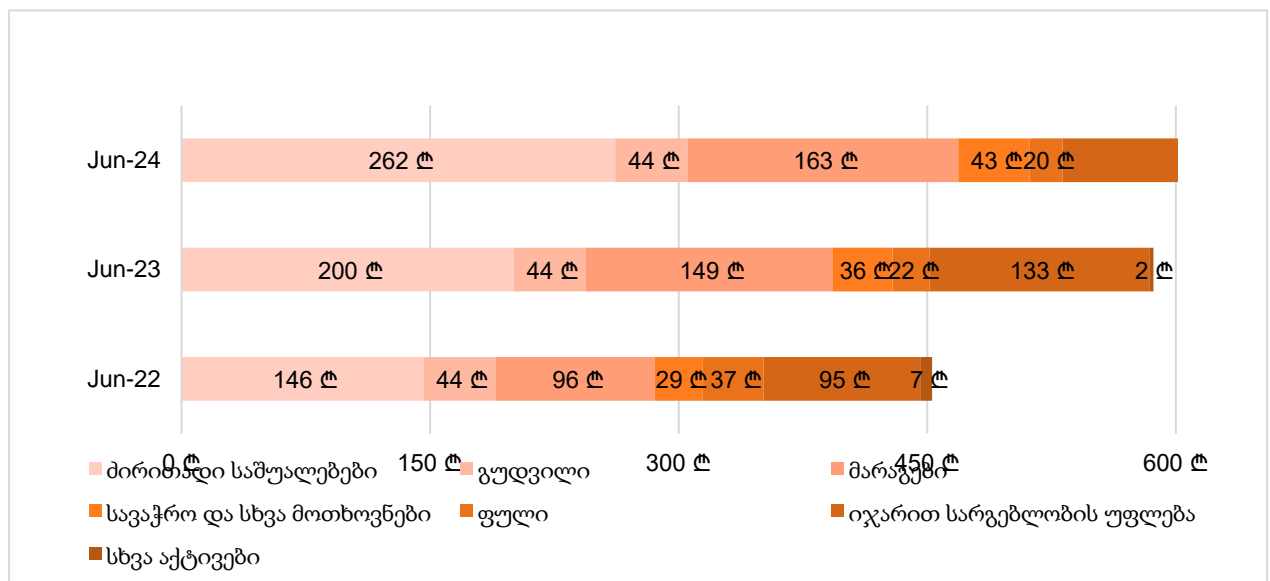 Jun-24 262 ₾ 44 ₾ 163 ₾ 43 ₾ 20 ₾
Jun-23 200 ₾ 44 ₾ 149 ₾ 36 ₾ 22 ₾ 133 ₾ 2 ₾
Jun-22 146 ₾ 44 ₾ 96 ₾ 29 ₾ 37 ₾ 95 ₾ 7 ₾
0 ₾ 150 ₾ 300 ₾ 450 ₾ 600 ₾
ძირითადი საშუალებები გუდვილი მარაგები
სავაჭრო და სხვა მოთხოვნები ფული იჯარით სარგებლობის უფლება
სხვა აქტივები